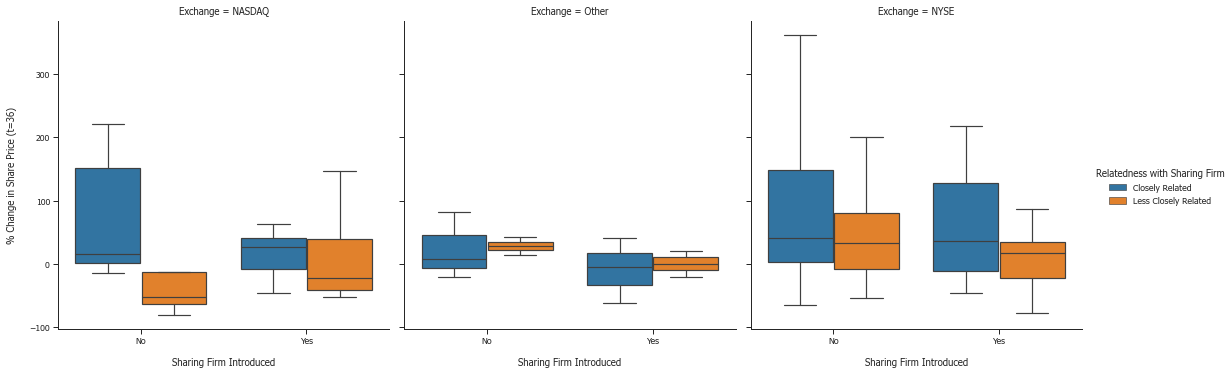 Exchange = NASDAQ
Exchange = Other
Exchange = NYSE
% Change in Share Price (t=36)
300
200
100
0
−100
No
Yes
No
Yes
No
Yes
Sharing Firm Introduced
Sharing Firm Introduced
Sharing Firm Introduced
Relatedness with Sharing Firm
Closely Related
Less Closely Related